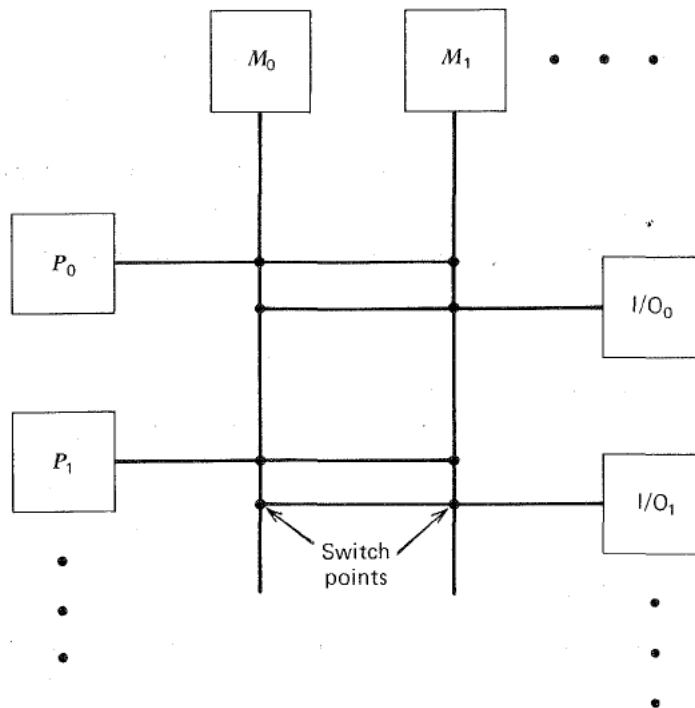 M₀
M₁
P₀
I/O₀
P₁
I/O₁
Switch
points